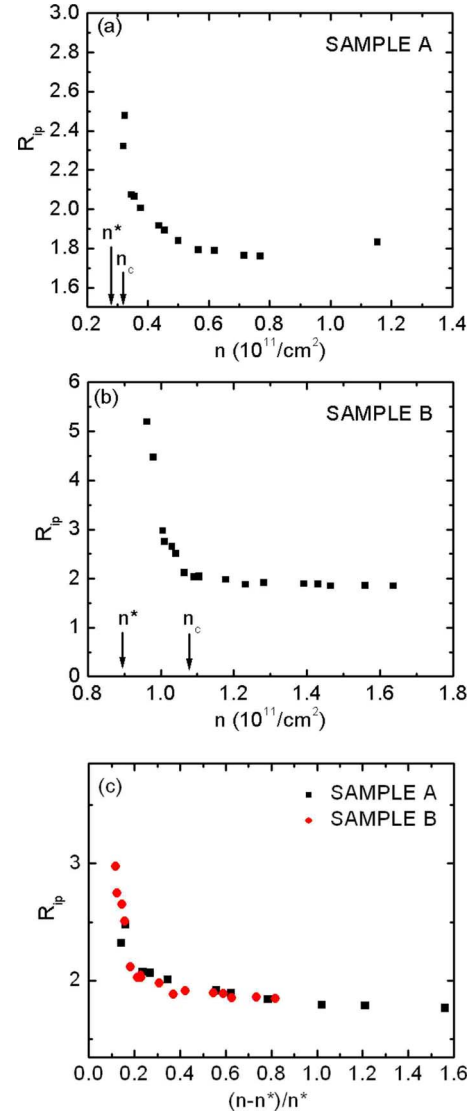 (a)
SAMPLE A
3.0
2.8
2.6
2.4
2.2
2.0
1.8
1.6
R_ip
n*
n_c
0.2 0.4 0.6 0.8 1.0 1.2 1.4
n (10^11/cm^2)
(b)
SAMPLE B
6
5
4
3
2
1
0
R_ip
n*
n_c
0.8 1.0 1.2 1.4 1.6 1.8
n (10^11/cm^2)
(c)
SAMPLE A
SAMPLE B
3
2
R_ip
0.0 0.2 0.4 0.6 0.8 1.0 1.2 1.4 1.6
(n-n*)/n*